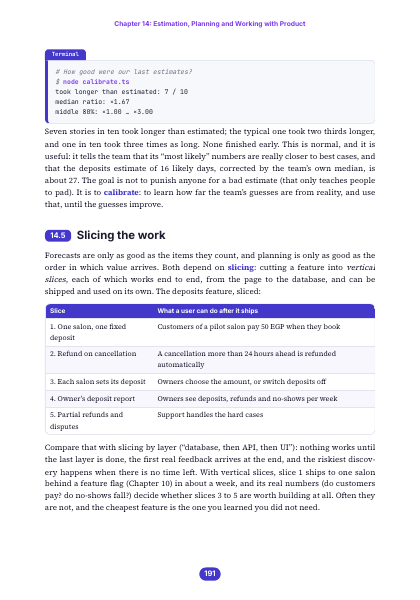 Chapter 14: Estimation, Planning and Working with Product
Terminal
# How good were our last estimates?
$ node calibrate.ts
took longer than estimated: 7 / 10
median ratio: ×1.67
middle 80%: ×1.00 … ×3.00
Seven stories in ten took longer than estimated; the typical one took two thirds longer,
and one in ten took three times as long. None finished early. This is normal, and it is
useful: it tells the team that its “most likely” numbers are really closer to best cases, and
that the deposits estimate of 16 likely days, corrected by the team’s own median, is
about 27. The goal is not to punish anyone for a bad estimate (that only teaches people
to pad). It is to calibrate: to learn how far the team’s guesses are from reality, and use
that, until the guesses improve.
14.5 Slicing the work
Forecasts are only as good as the items they count, and planning is only as good as the
order in which value arrives. Both depend on slicing: cutting a feature into vertical
slices, each of which works end to end, from the page to the database, and can be
shipped and used on its own. The deposits feature, sliced:
Slice What a user can do after it ships
1. One salon, one fixed deposit Customers of a pilot salon pay 50 EGP when they book
2. Refund on cancellation A cancellation more than 24 hours ahead is refunded automatically
3. Each salon sets its deposit Owners choose the amount, or switch deposits off
4. Owner’s deposit report Owners see deposits, refunds and no-shows per week
5. Partial refunds and disputes Support handles the hard cases
Compare that with slicing by layer (“database, then API, then UI”): nothing works until
the last layer is done, the first real feedback arrives at the end, and the riskiest discov-
ery happens when there is no time left. With vertical slices, slice 1 ships to one salon
behind a feature flag (Chapter 10) in about a week, and its real numbers (do customers
pay? do no-shows fall?) decide whether slices 3 to 5 are worth building at all. Often they
are not, and the cheapest feature is the one you learned you did not need.
191